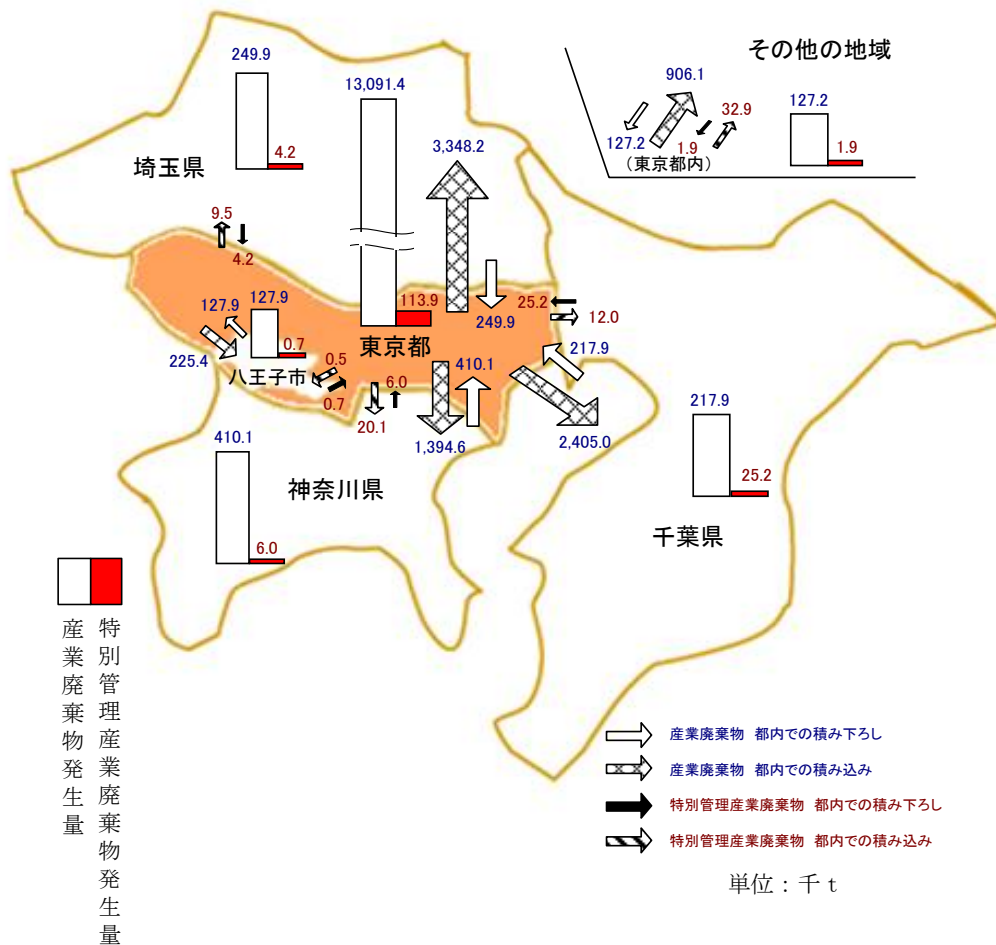 その他の地域
249.9
13,091.4
906.1
32.9
127.2
127.2
1.9
(東京都内)
1.9
埼玉県
4.2
3,348.2
9.5
4.2
127.9
127.9
113.9
249.9
25.2
12.0
東京都
225.4
0.7
八王子市
0.5
0.7
6.0
20.1
410.1
217.9
1,394.6
2,405.0
410.1
神奈川県
6.0
217.9
25.2
千葉県
産業廃棄物発生量
特別管理産業廃棄物発生量
産業廃棄物 都内での積み下ろし
産業廃棄物 都内での積み込み
特別管理産業廃棄物 都内での積み下ろし
特別管理産業廃棄物 都内での積み込み
単位：千ｔ